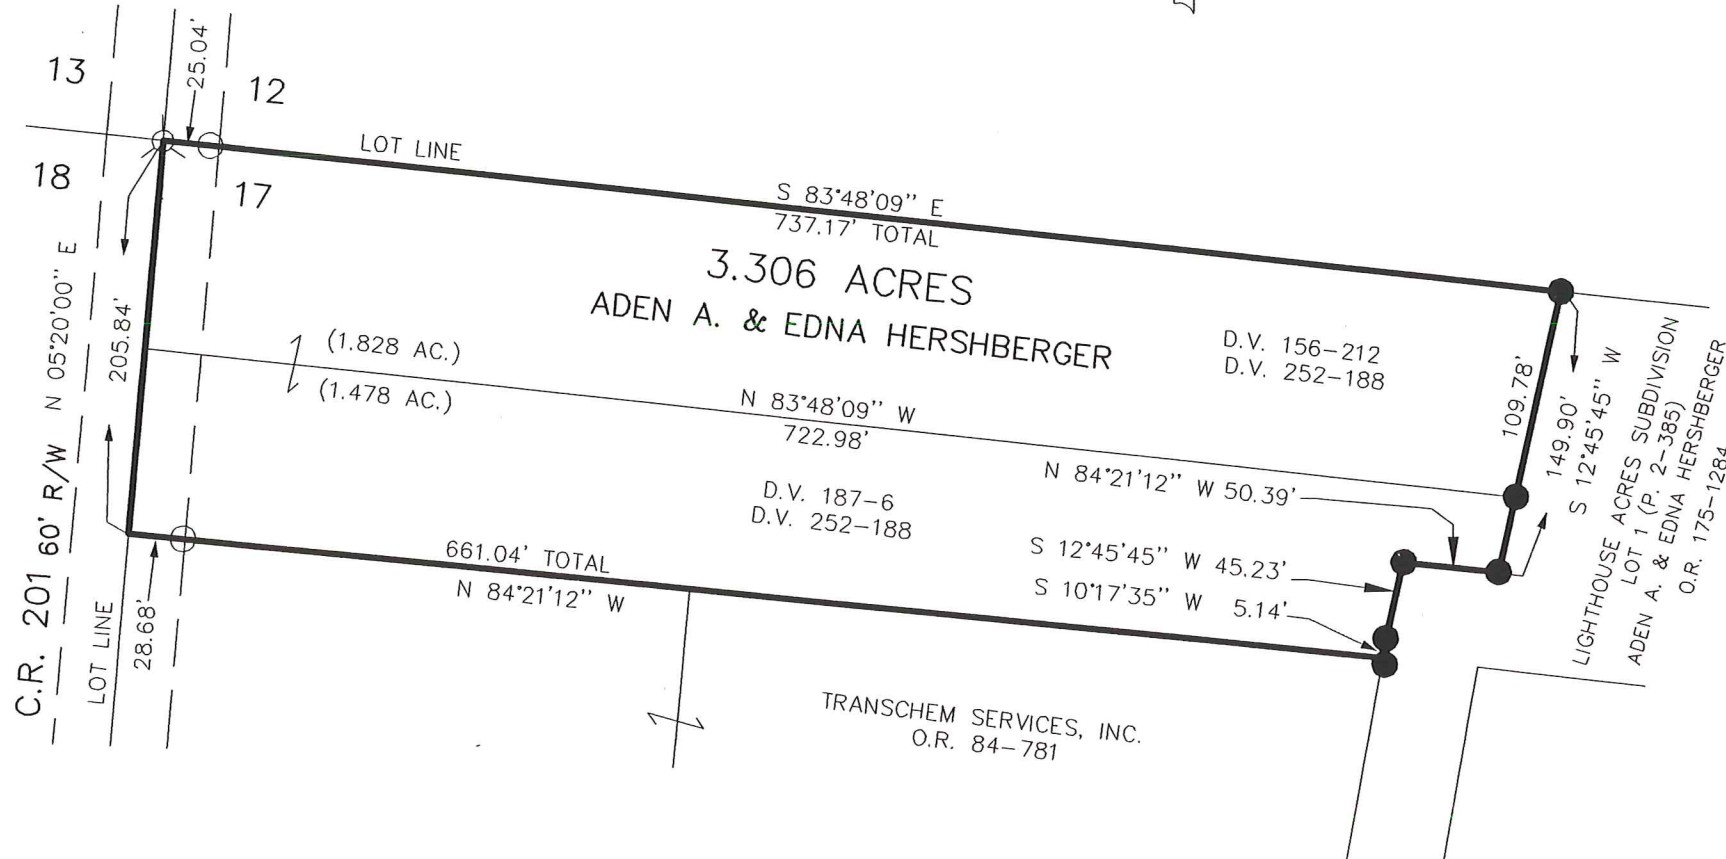 13
25.04'
12
18
17
LOT LINE
S 83°48'09" E
737.17' TOTAL
3.306 ACRES
ADEN A. & EDNA HERSHBERGER
D.V. 156-212
D.V. 252-188
205.84'
N 05°20'00" E
(1.828 AC.)
(1.478 AC.)
N 83°48'09" W
722.98'
109.78'
149.90'
S 12°45'45" W
N 84°21'12" W 50.39'
D.V. 187-6
D.V. 252-188
S 12°45'45" W 45.23'
S 10°17'35" W 5.14'
661.04' TOTAL
N 84°21'12" W
C.R. 201 60' R/W
LOT LINE
28.68'
LIGHTHOUSE ACRES SUBDIVISION
LOT 1 (P. 2-385)
ADEN A. & EDNA HERSHBERGER
O.R. 175-1284
TRANSCHEM SERVICES, INC.
O.R. 84-781